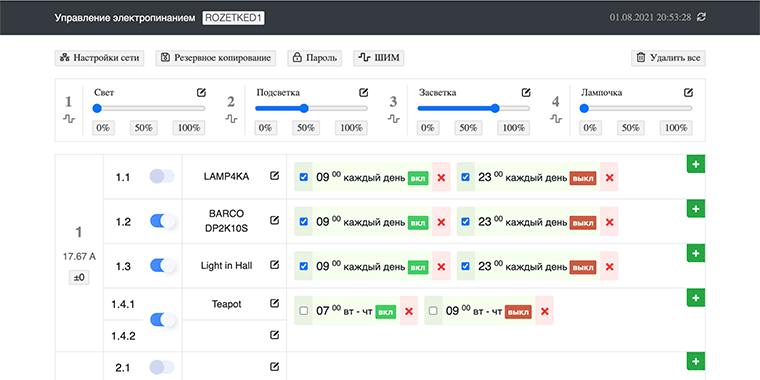 Управление электропинанием ROZETKED1 01.08.2021 20:53:28
Настройки сети Резервное копирование Пароль ШИМ Удалить все
1 Свет 0% 50% 100%
2 Подсветка 0% 50% 100%
3 Засветка 0% 50% 100%
4 Лампочка 0% 50% 100%
1
17.67 A
±0
1.1 LAMP4KA 09 00 каждый день вкл 23 00 каждый день выкл
1.2 BARCO DP2K10S 09 00 каждый день вкл 23 00 каждый день выкл
1.3 Light in Hall 09 00 каждый день вкл 23 00 каждый день выкл
1.4.1 Teapot 07 00 вт - чт вкл 09 00 вт - чт выкл
1.4.2
2.1